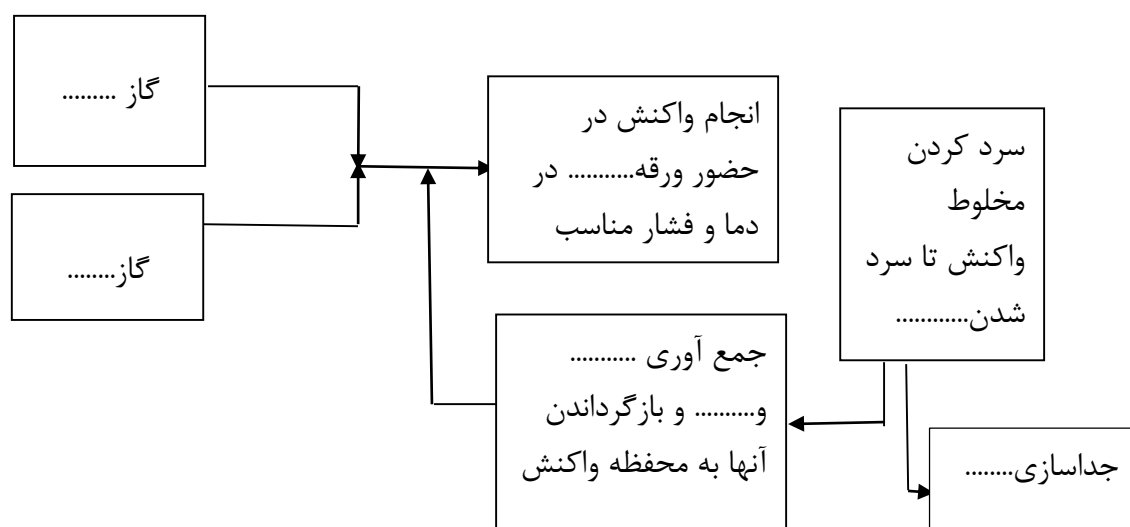 گاز .........
گاز........
انجام واکنش در
حضور ورقه........... در
دما و فشار مناسب
سرد کردن
مخلوط
واکنش تا سرد
شدن............
جمع آوری ...........
و.......... و بازگرداندن
آنها به محفظه واکنش
جداسازی........